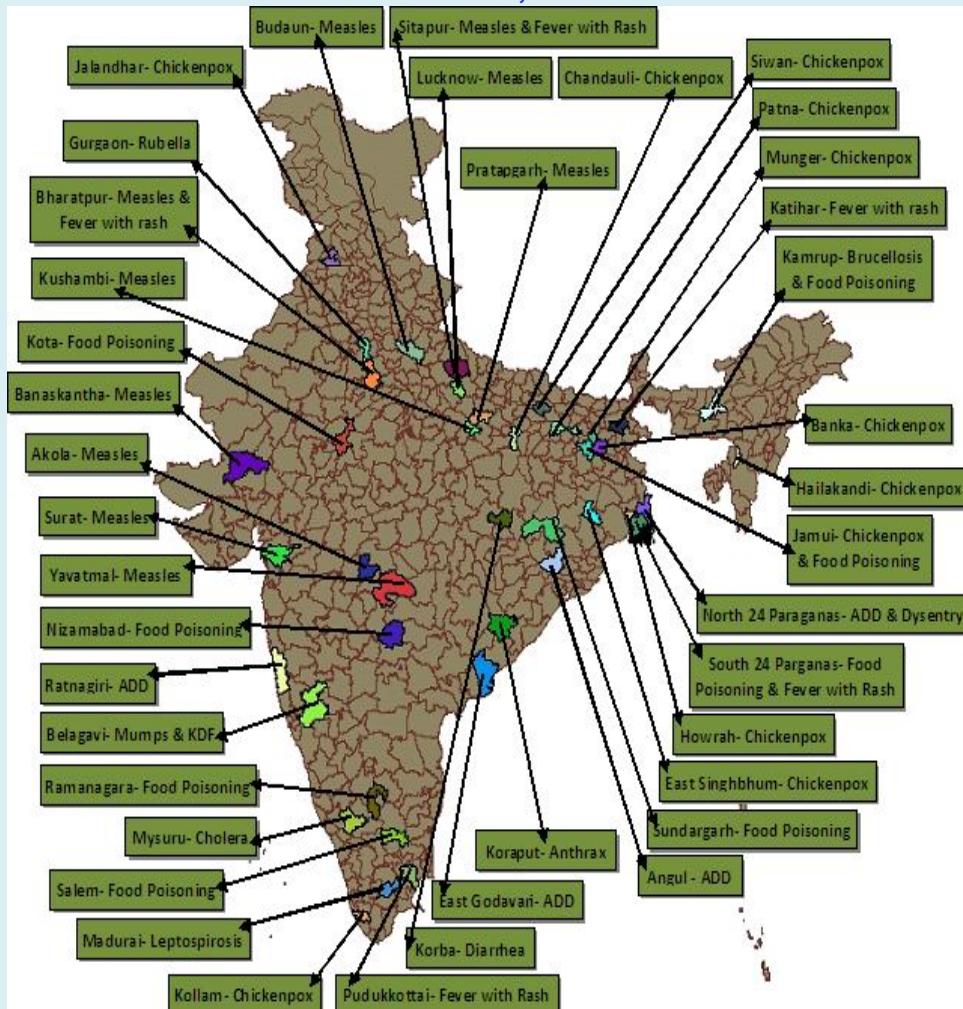 Budaun- Measles
Sitapur- Measles & Fever with Rash
Jalandhar- Chickenpox
Lucknow- Measles
Chandauli- Chickenpox
Siwan- Chickenpox
Patna- Chickenpox
Gurgaon- Rubella
Pratapgarh- Measles
Munger- Chickenpox
Bharatpur- Measles &
Fever with rash
Katihar- Fever with rash
Kushambi- Measles
Kamrup- Brucellosis
& Food Poisoning
Kota- Food Poisoning
Banaskantha- Measles
Banka- Chickenpox
Akola- Measles
Hailakandi- Chickenpox
Surat- Measles
Jamui- Chickenpox
& Food Poisoning
Yavatmal- Measles
North 24 Paraganas- ADD & Dysentry
Nizamabad- Food Poisoning
South 24 Parganas- Food
Poisoning & Fever with Rash
Ratnagiri- ADD
Belagavi- Mumps & KDF
Howrah- Chickenpox
Ramanagara- Food Poisoning
East Singhbhum- Chickenpox
Mysuru- Cholera
Sundargarh- Food Poisoning
Koraput- Anthrax
Salem- Food Poisoning
Angul - ADD
East Godavari- ADD
Madurai- Leptospirosis
Korba- Diarrhea
Kollam- Chickenpox
Pudukkottai- Fever with Rash